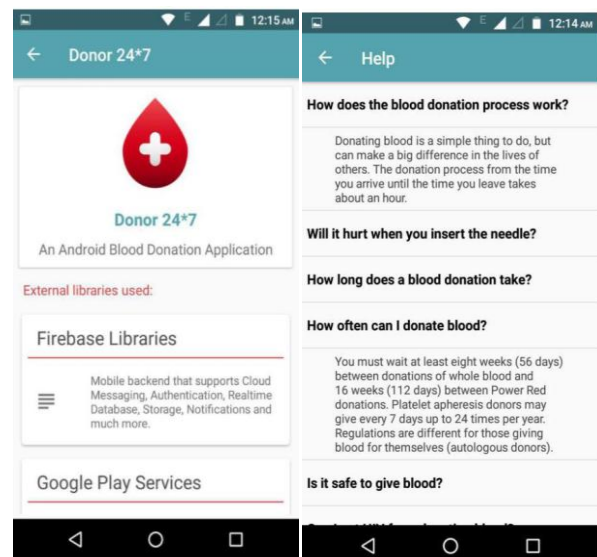 E 12:15 AM
Donor 24*7
Donor 24*7
An Android Blood Donation Application
External libraries used:
Firebase Libraries
Mobile backend that supports Cloud
Messaging, Authentication, Realtime
Database, Storage, Notifications and
much more.
Google Play Services
E 12:14 AM
Help
How does the blood donation process work?
Donating blood is a simple thing to do, but
can make a big difference in the lives of
others. The donation process from the time
you arrive until the time you leave takes
about an hour.
Will it hurt when you insert the needle?
How long does a blood donation take?
How often can I donate blood?
You must wait at least eight weeks (56 days)
between donations of whole blood and
16 weeks (112 days) between Power Red
donations. Platelet apheresis donors may
give every 7 days up to 24 times per year.
Regulations are different for those giving
blood for themselves (autologous donors).
Is it safe to give blood?